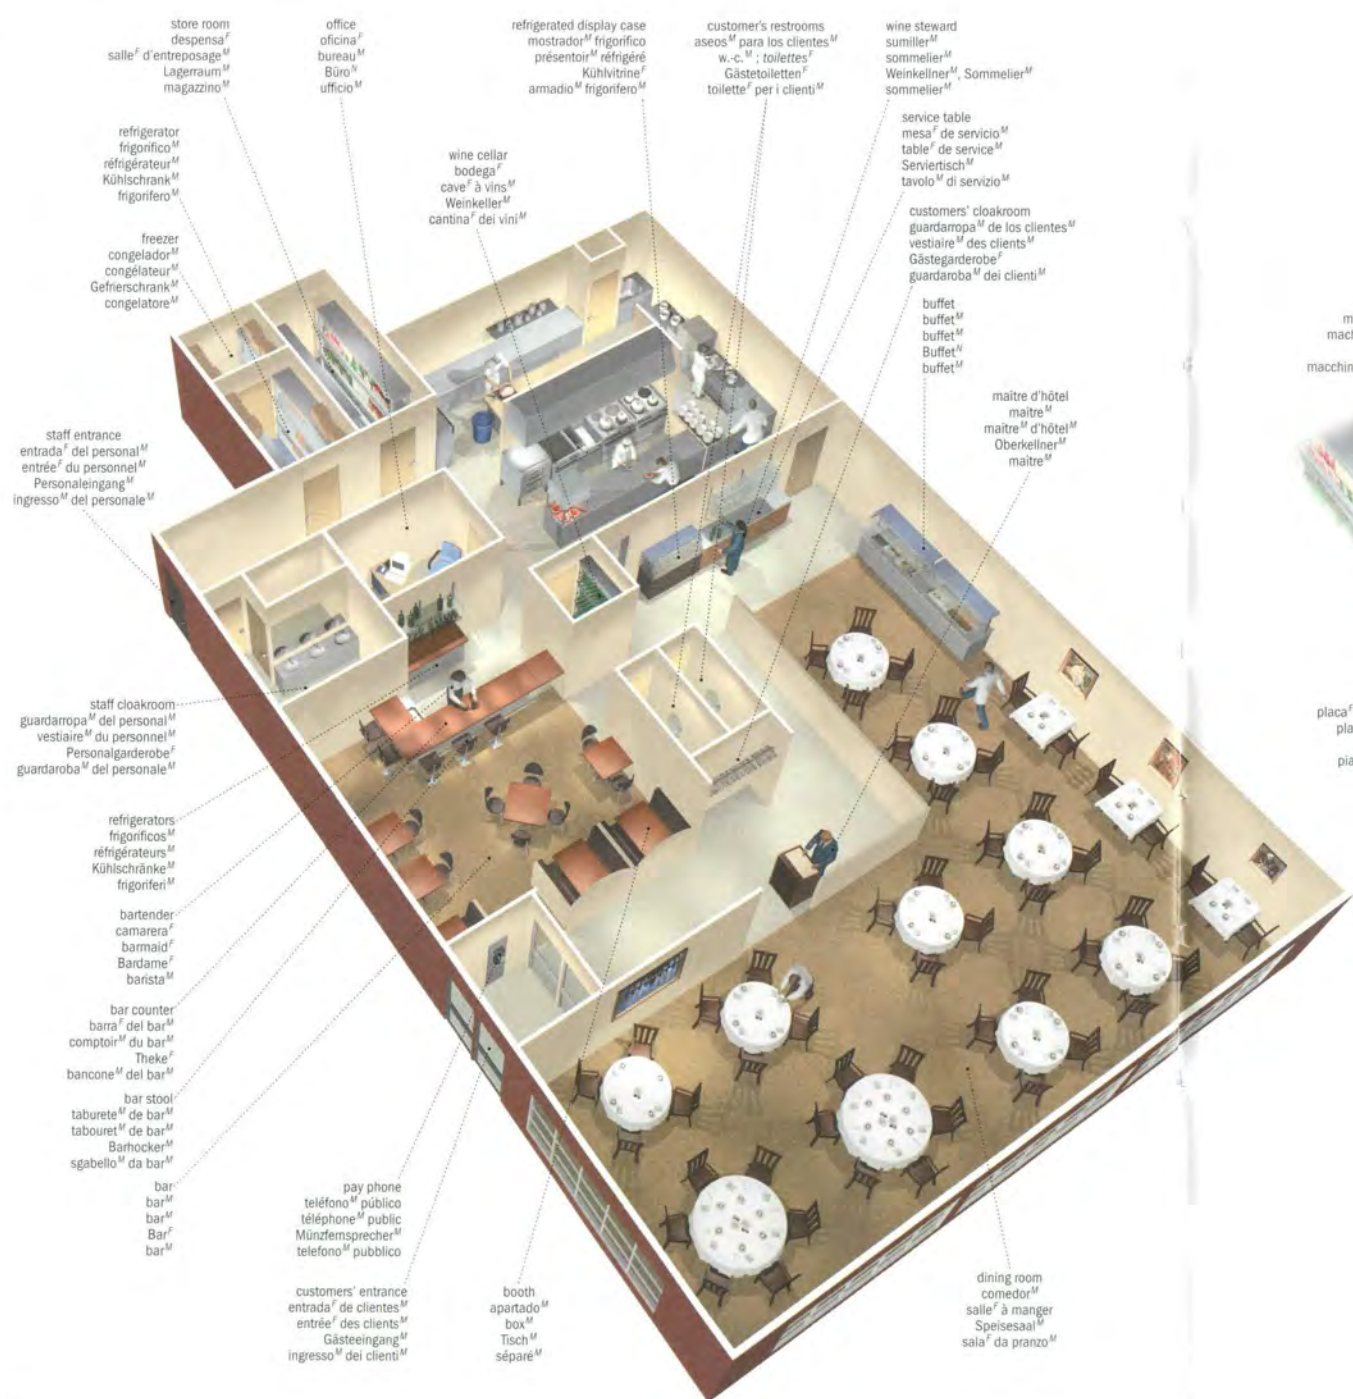 store room
despensa F
salle F d'entreposage M
Lagerraum M
magazzino M
office
oficina F
bureau M
Büro N
ufficio M
refrigerated display case
mostrador M frigorífico
présentoir M réfrigéré
Kühlvitrine F
armadio M frigorifero M
customer's restrooms
aseos M para los clientes M
w.-c. M ; toilettes F
Gästetoiletten F
toilette F per i clienti M
wine steward
sumiller M
sommelier M
Weinkellner M, Sommelier M
sommelier M
refrigerator
frigorífico M
réfrigérateur M
Kühlschrank M
frigorifero M
wine cellar
bodega F
cave F à vins M
Weinkeller M
cantina F dei vini M
service table
mesa F de servicio M
table F de service M
Serviertisch M
tavolo M di servizio M
customers' cloakroom
guardarropa M de los clientes M
vestiaire M des clients M
Gästegarderobe F
guardaroba M dei clienti M
freezer
congelador M
congélateur M
Gefrierschrank M
congelatore M
buffet
buffet M
buffet M
Buffet N
buffet M
maître d'hôtel
maître M
maître M d'hôtel M
Oberkellner M
maître M
staff entrance
entrada F del personal M
entrée F du personnel M
Personaleingang M
ingresso M del personale M
staff cloakroom
guardarropa M del personal M
vestiaire M du personnel M
Personalgarderobe F
guardaroba M del personale M
refrigerators
frigoríficos M
réfrigérateurs M
Kühlschränke M
frigoriferi M
bartender
camarera F
barmaid F
Bardame F
barista M
bar counter
barra F del bar M
comptoir M du bar M
Theke F
bancone M del bar M
bar stool
taburete M de bar M
tabouret M de bar M
Barhocker M
sgabello M da bar M
bar
bar M
bar M
Bar F
bar M
pay phone
teléfono M público
téléphone M public
Münzfernsprecher M
telefono M pubblico
customers' entrance
entrada F de clientes M
entrée F des clients M
Gästeeingang M
ingresso M dei clienti M
booth
apartado M
box M
Tisch M
séparé M
dining room
comedor M
salle F à manger
Speisesaal M
sala F da pranzo M
placa F